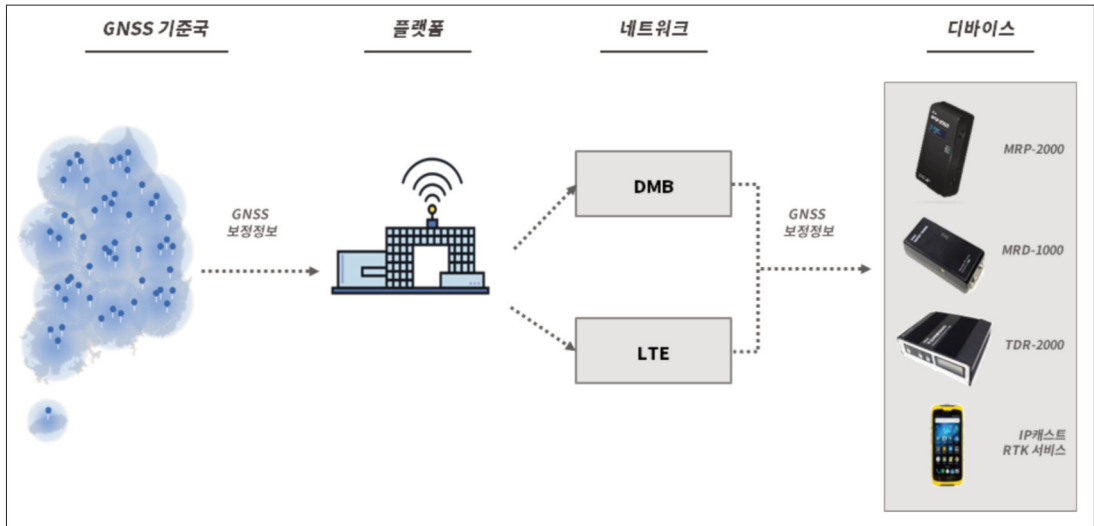 GNSS 기준국
플랫폼
네트워크
디바이스
GNSS
보정정보
DMB
LTE
GNSS
보정정보
MRP-2000
MRD-1000
TDR-2000
IP캐스트
RTK 서비스